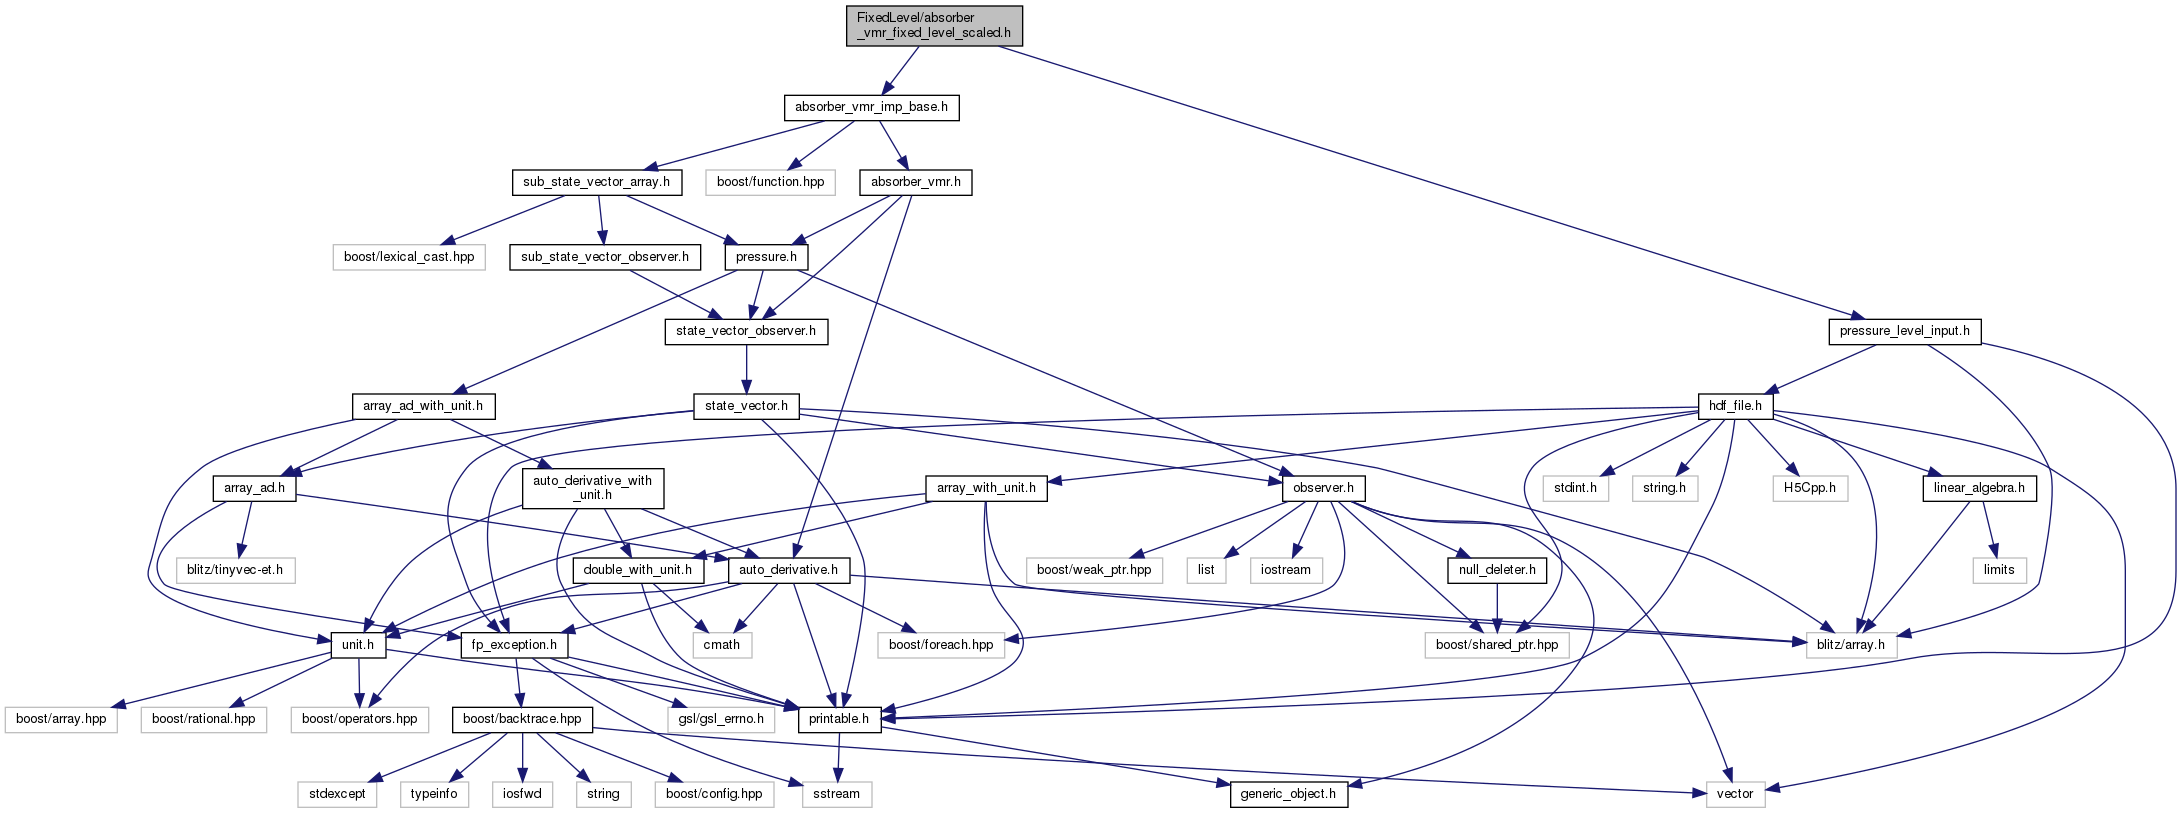 FixedLevel/absorber
_vmr_fixed_level_scaled.h
absorber_vmr_imp_base.h
sub_state_vector_array.h
boost/function.hpp
absorber_vmr.h
boost/lexical_cast.hpp
sub_state_vector_observer.h
pressure.h
state_vector_observer.h
pressure_level_input.h
array_ad_with_unit.h
state_vector.h
hdf_file.h
array_ad.h
auto_derivative_with
_unit.h
array_with_unit.h
observer.h
stdint.h
string.h
H5Cpp.h
linear_algebra.h
blitz/tinyvec-et.h
double_with_unit.h
auto_derivative.h
boost/weak_ptr.hpp
list
iostream
null_deleter.h
limits
unit.h
fp_exception.h
cmath
boost/foreach.hpp
boost/shared_ptr.hpp
blitz/array.h
boost/array.hpp
boost/rational.hpp
boost/operators.hpp
boost/backtrace.hpp
gsl/gsl_errno.h
printable.h
stdexcept
typeinfo
iosfwd
string
boost/config.hpp
sstream
generic_object.h
vector